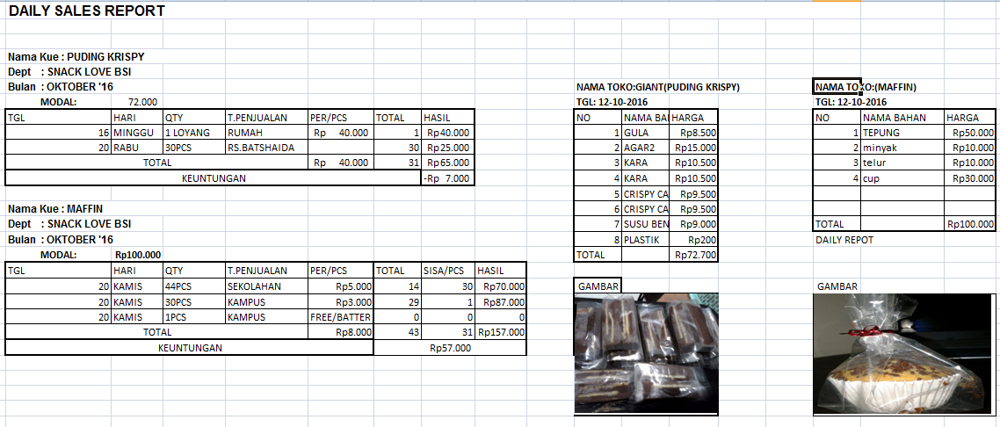 DAILY SALES REPORT
Nama Kue : PUDING KRISPY
Dept : SNACK LOVE BSI
Bulan : OKTOBER '16
MODAL: 72.000
TGL HARI QTY T.PENJUALAN PER/PCS TOTAL HASIL
16 MINGGU 1 LOYANG RUMAH Rp 40.000 1 Rp40.000
20 RABU 30PCS RS.BATSHAIDA 30 Rp25.000
TOTAL Rp 40.000 31 Rp65.000
KEUNTUNGAN -Rp 7.000
Nama Kue : MAFFIN
Dept : SNACK LOVE BSI
Bulan : OKTOBER '16
MODAL: Rp100.000
TGL HARI QTY T.PENJUALAN PER/PCS TOTAL SISA/PCS HASIL
20 KAMIS 44PCS SEKOLAHAN Rp5.000 14 30 Rp70.000
20 KAMIS 30PCS KAMPUS Rp3.000 29 1 Rp87.000
20 KAMIS 1PCS KAMPUS FREE/BATTER 0 0 0
TOTAL Rp8.000 43 31 Rp157.000
KEUNTUNGAN Rp57.000
NAMA TOKO:GIANT(PUDING KRISPY)
TGL: 12-10-2016
NO NAMA BAI HARGA
1 GULA Rp8.500
2 AGAR2 Rp15.000
3 KARA Rp10.500
4 KARA Rp10.500
5 CRISPY CA Rp9.500
6 CRISPY CA Rp9.500
7 SUSU BEN Rp9.000
8 PLASTIK Rp200
TOTAL Rp72.700
GAMBAR
NAMA TOKO:(MAFFIN)
TGL: 12-10-2016
NO NAMA BAHAN HARGA
1 TEPUNG Rp50.000
2 minyak Rp10.000
3 telur Rp10.000
4 cup Rp30.000
TOTAL Rp100.000
DAILY REPOT
GAMBAR